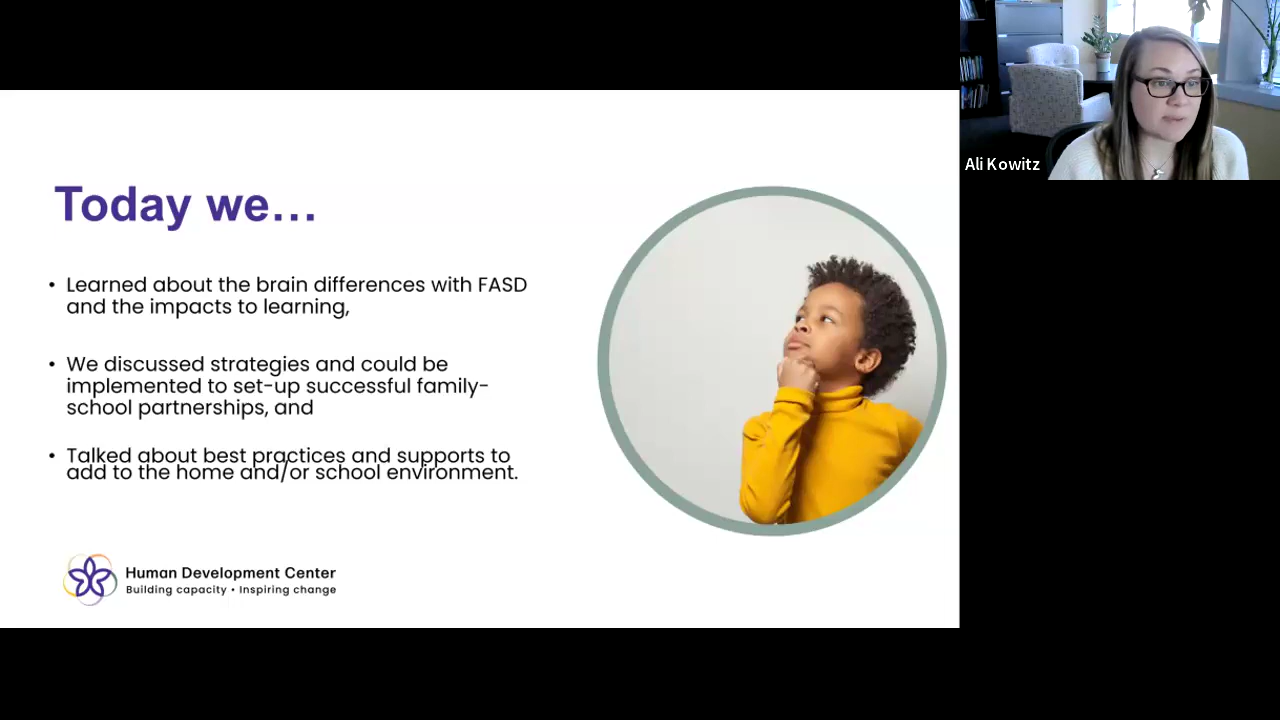 Today we...
• Learned about the brain differences with FASD
and the impacts to learning,
• We discussed strategies and could be
implemented to set-up successful family-
school partnerships, and
• Talked about best practices and supports to
add to the home and/or school environment.
Human Development Center
Building capacity • Inspiring change
Ali Kowitz